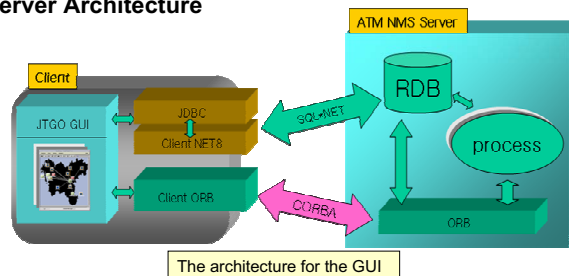 erver Architecture
ATM NMS Server
Client
RDB
JDBC
SQL*NET
JTGO GUI
Client NET8
process
Client ORB
CORBA
ORB
The architecture for the GUI